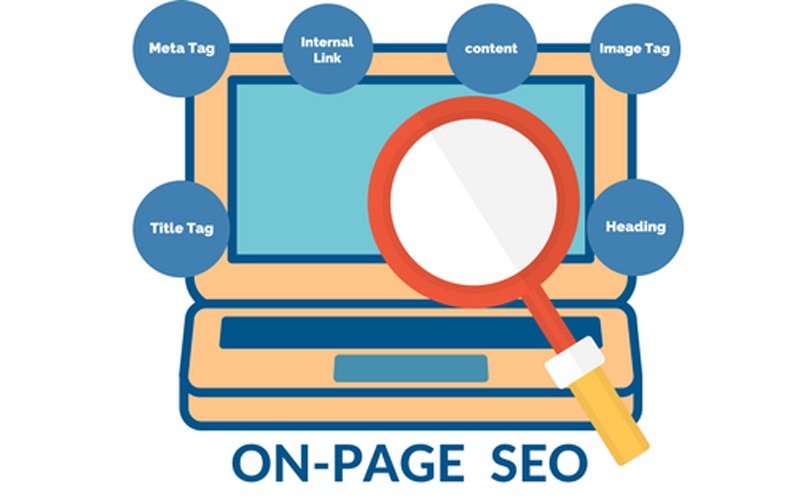 Meta Tag
Internal
Link
content
Image Tag
Title Tag
Heading
ON-PAGE SEO